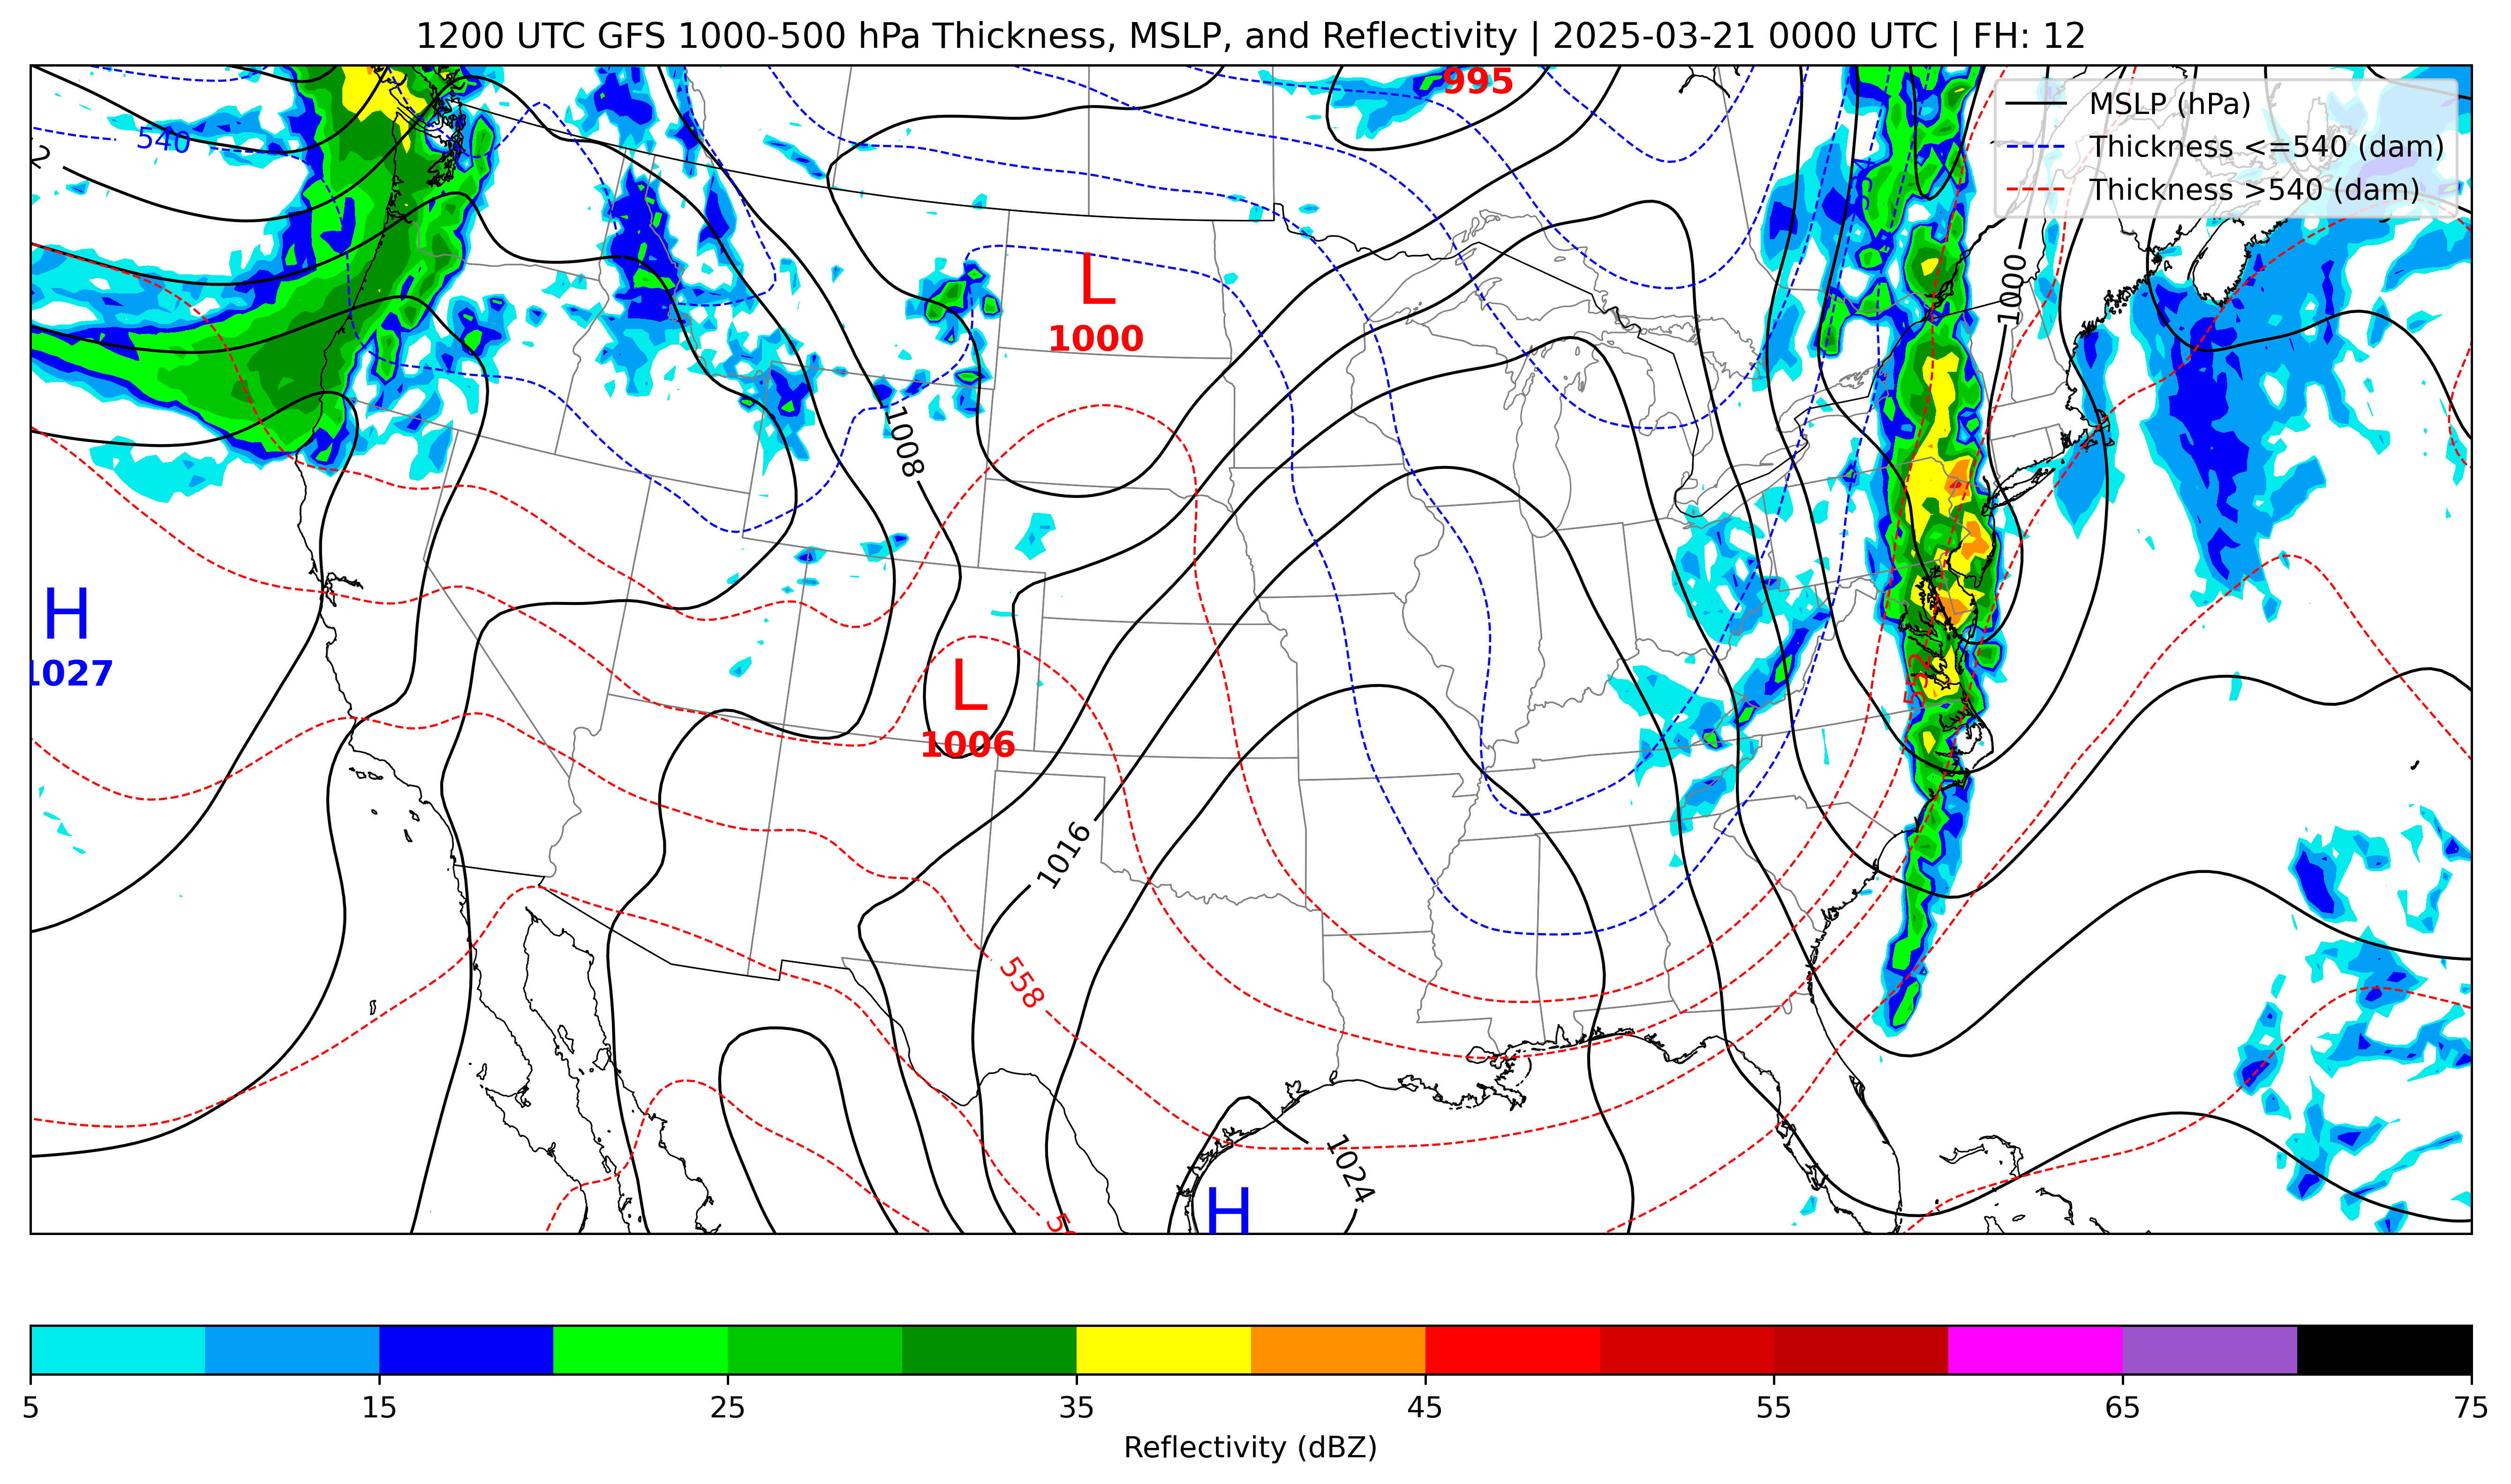 1200 UTC GFS 1000-500 hPa Thickness, MSLP, and Reflectivity | 2025-03-21 0000 UTC | FH: 12
995
MSLP (hPa)
Thickness <=540 (dam)
Thickness >540 (dam)
540
L
1000
1000
1008
H
1027
L
1006
552
1016
558
1024
H
5 15 25 35 45 55 65 75
Reflectivity (dBZ)